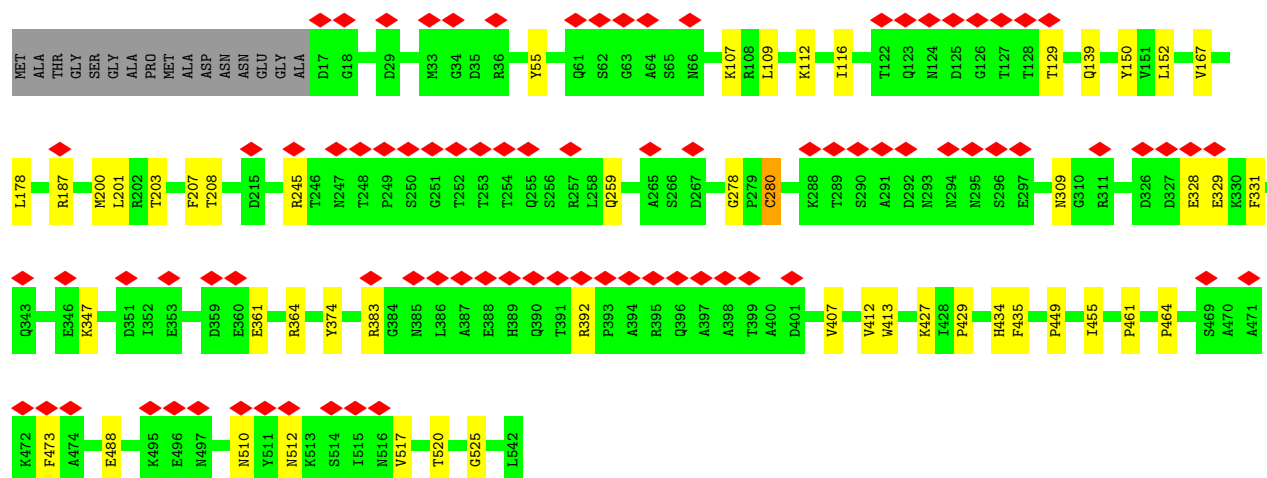 MET ALA THR GLY SER GLY ALA PRO MET ALA ASP ASN ASN GLU GLY ALA D17 G18 D29 M33 G34 D35 R36 Y55 Q61 S62 G63 A64 S65 N66 K107 R108 L109 K112 I116 T122 Q123 N124 D125 G126 T127 T128 T129 Q139 Y150 V151 L152 V167
L178 R187 M200 L201 R202 T203 F207 T208 D215 R245 T246 N247 T248 P249 S250 G251 T252 T253 T254 Q255 S256 R257 L258 Q259 A265 S266 D267 G278 P279 C280 K288 T289 S290 A291 D292 N293 N294 N295 S296 E297 N309 G310 R311 D326 D327 E328 E329 K330 F331
Q343 E346 K347 D351 I352 E353 D359 E360 E361 R364 Y374 R383 G384 N385 L386 A387 E388 H389 Q390 T391 R392 P393 A394 R395 Q396 A397 A398 T399 A400 D401 V407 V412 W413 K427 I428 P429 H434 F435 P449 I455 P461 P464 S469 A470 A471
K472 F473 A474 E488 K495 E496 N497 N510 Y511 N512 K513 S514 I515 N516 V517 T520 G525 L542